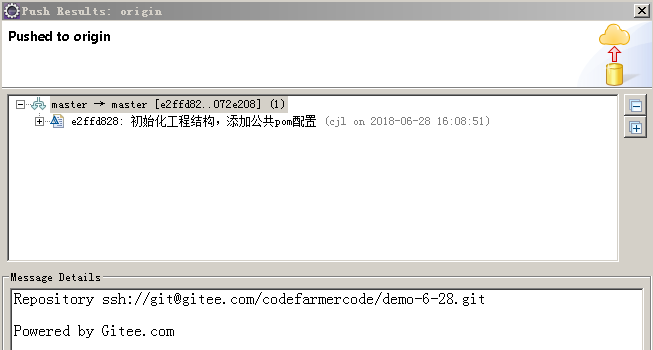 Push Results: origin
Pushed to origin
master → master [e2ffd82..072e208] (1)
e2ffd828: 初始化工程结构，添加公共pom配置 (cjl on 2018-06-28 16:08:51)
Message Details
Repository ssh://git@gitee.com/codefarmercode/demo-6-28.git
Powered by Gitee.com